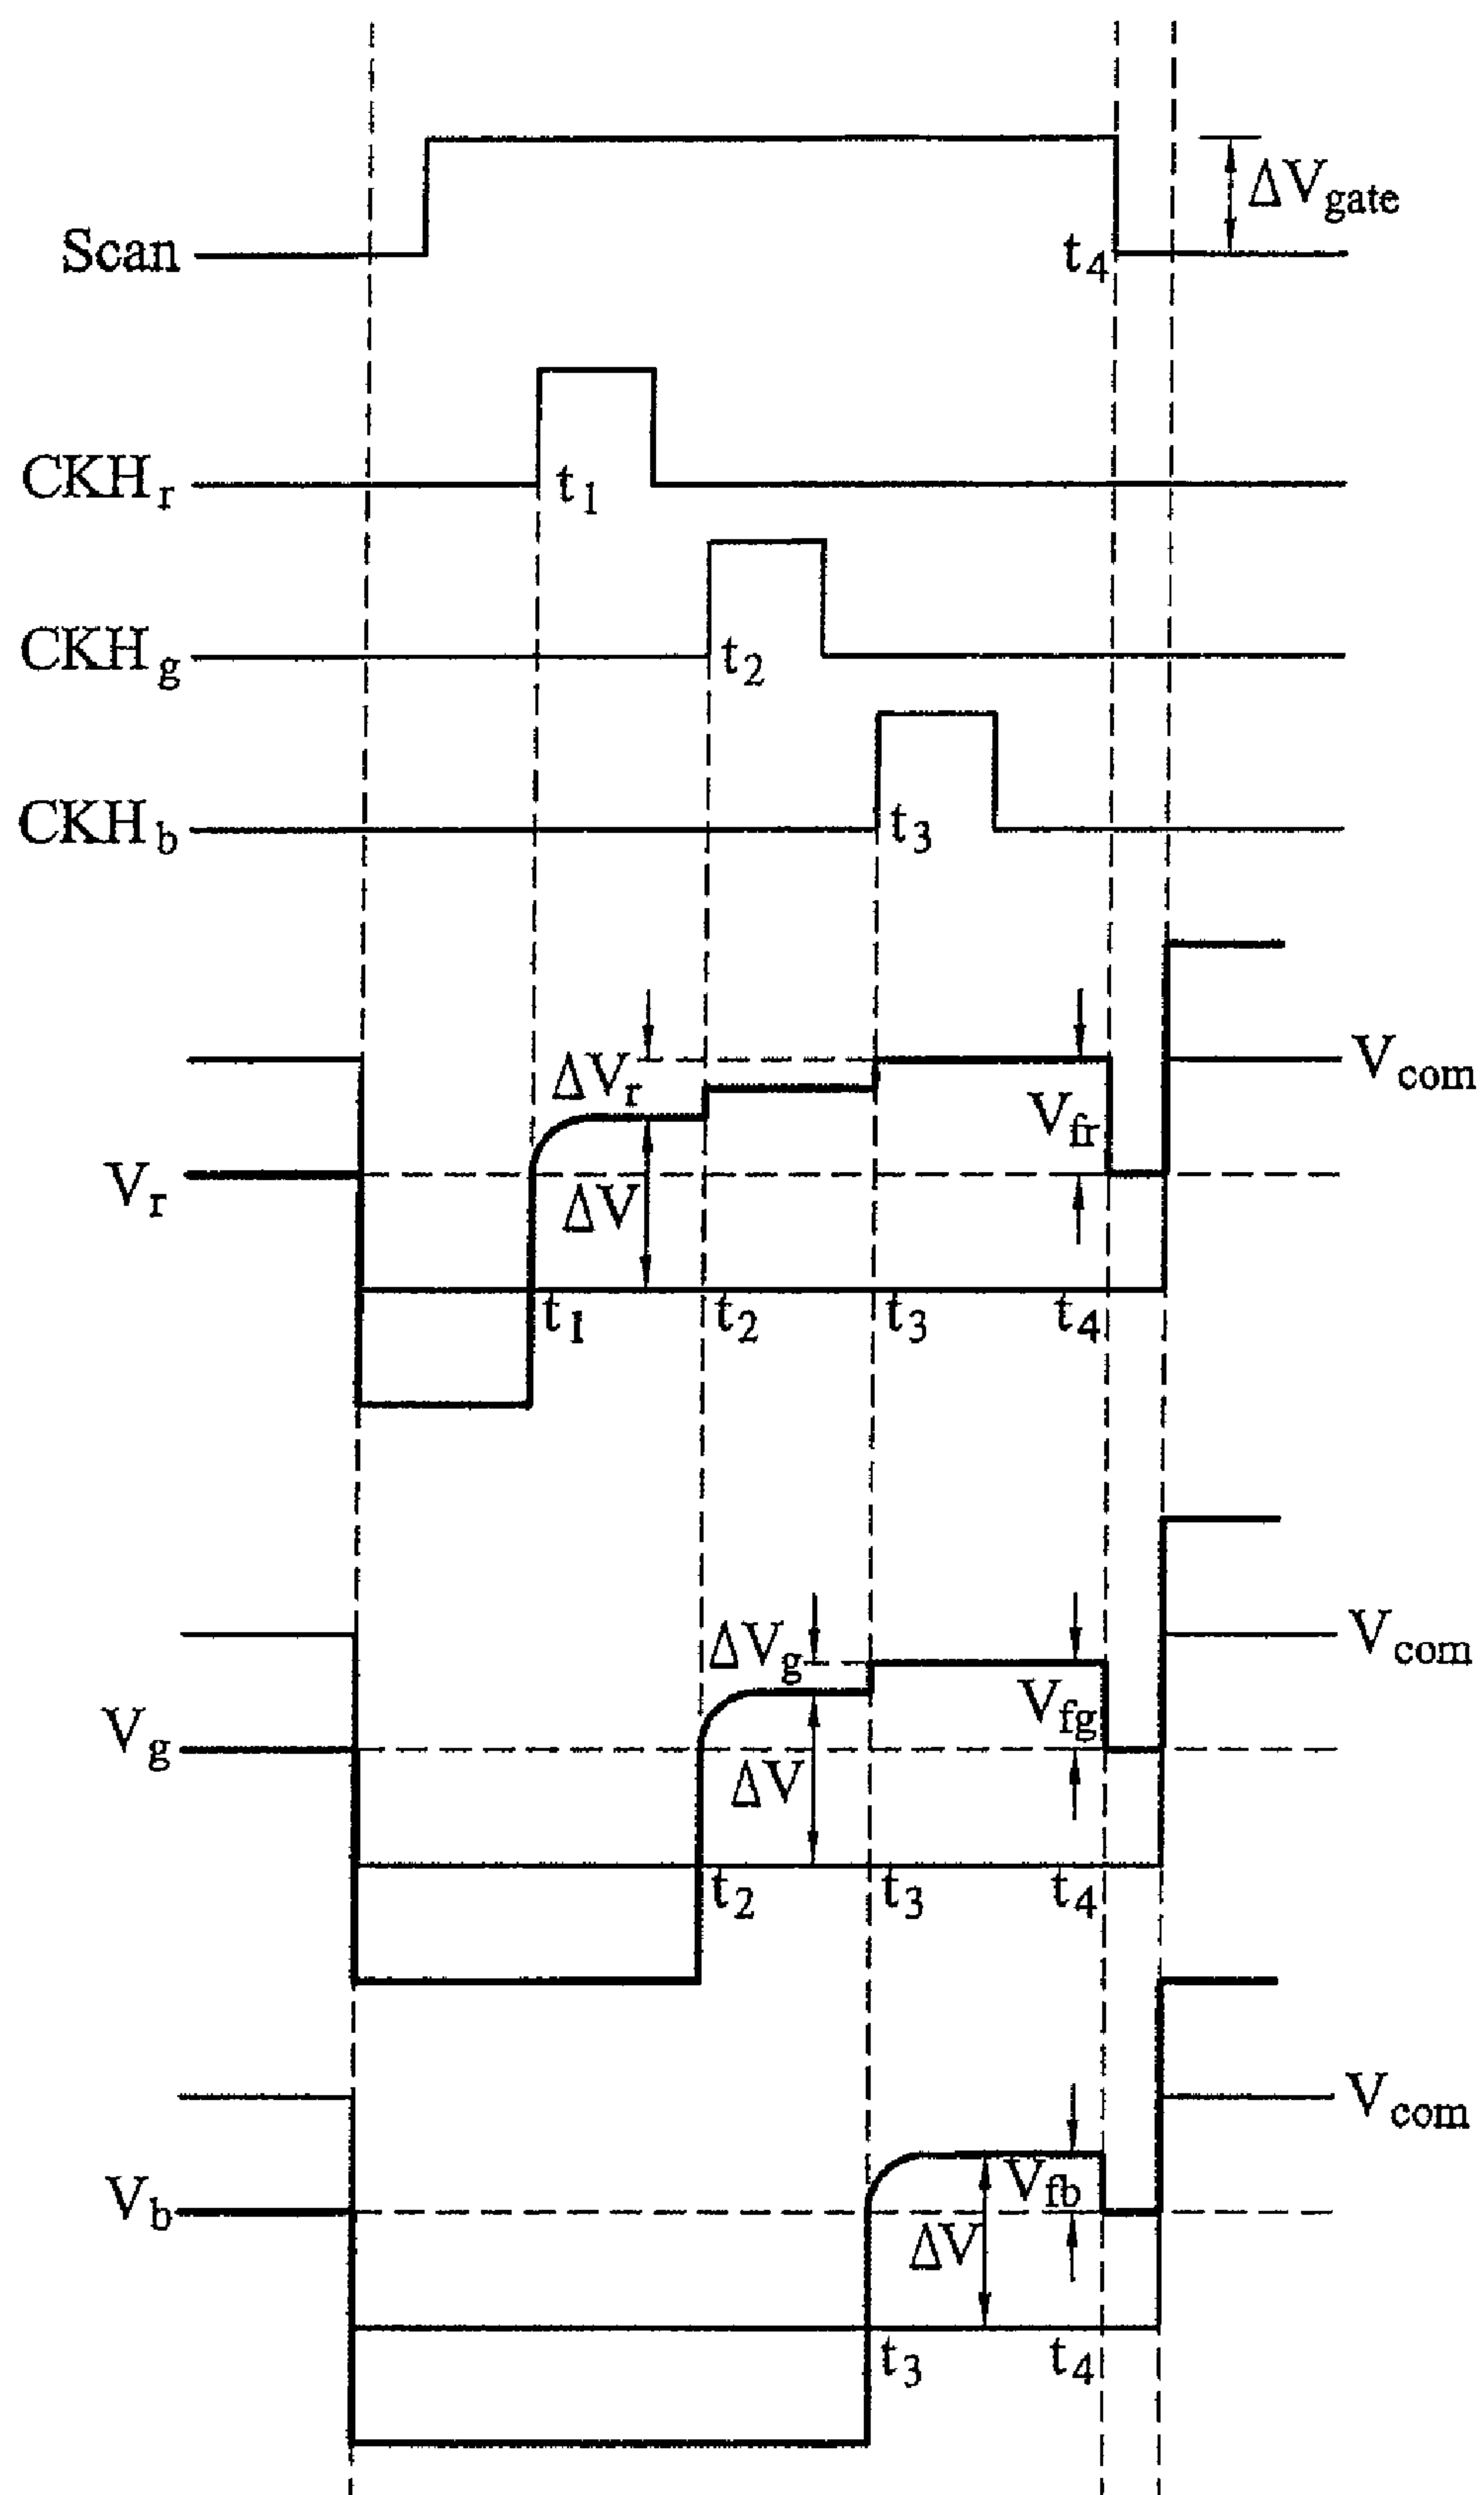 Scan
t4
ΔVgate
CKHr
t1
CKHg
t2
CKHb
t3
ΔVr
Vcom
Vfr
Vr
ΔV
t1 t2 t3 t4
ΔVg
Vcom
Vfg
Vg
ΔV
t2 t3 t4
Vcom
Vfb
Vb
ΔV
t3 t4